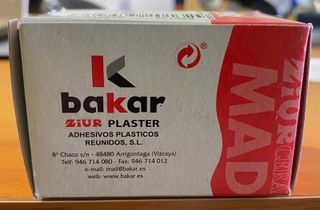 bakar
ZiUR PLASTER
ADHESIVOS PLASTICOS
REUNIDOS, S.L.
Bº Chaco s/n - 48480 Arrigorriaga (Vizcaya)
Telf 946 714 080 - Fax 946 714 012
e-mail: mail@bakar.es
web: www.bakar.es
®
ZiUR/CINTA
MAD